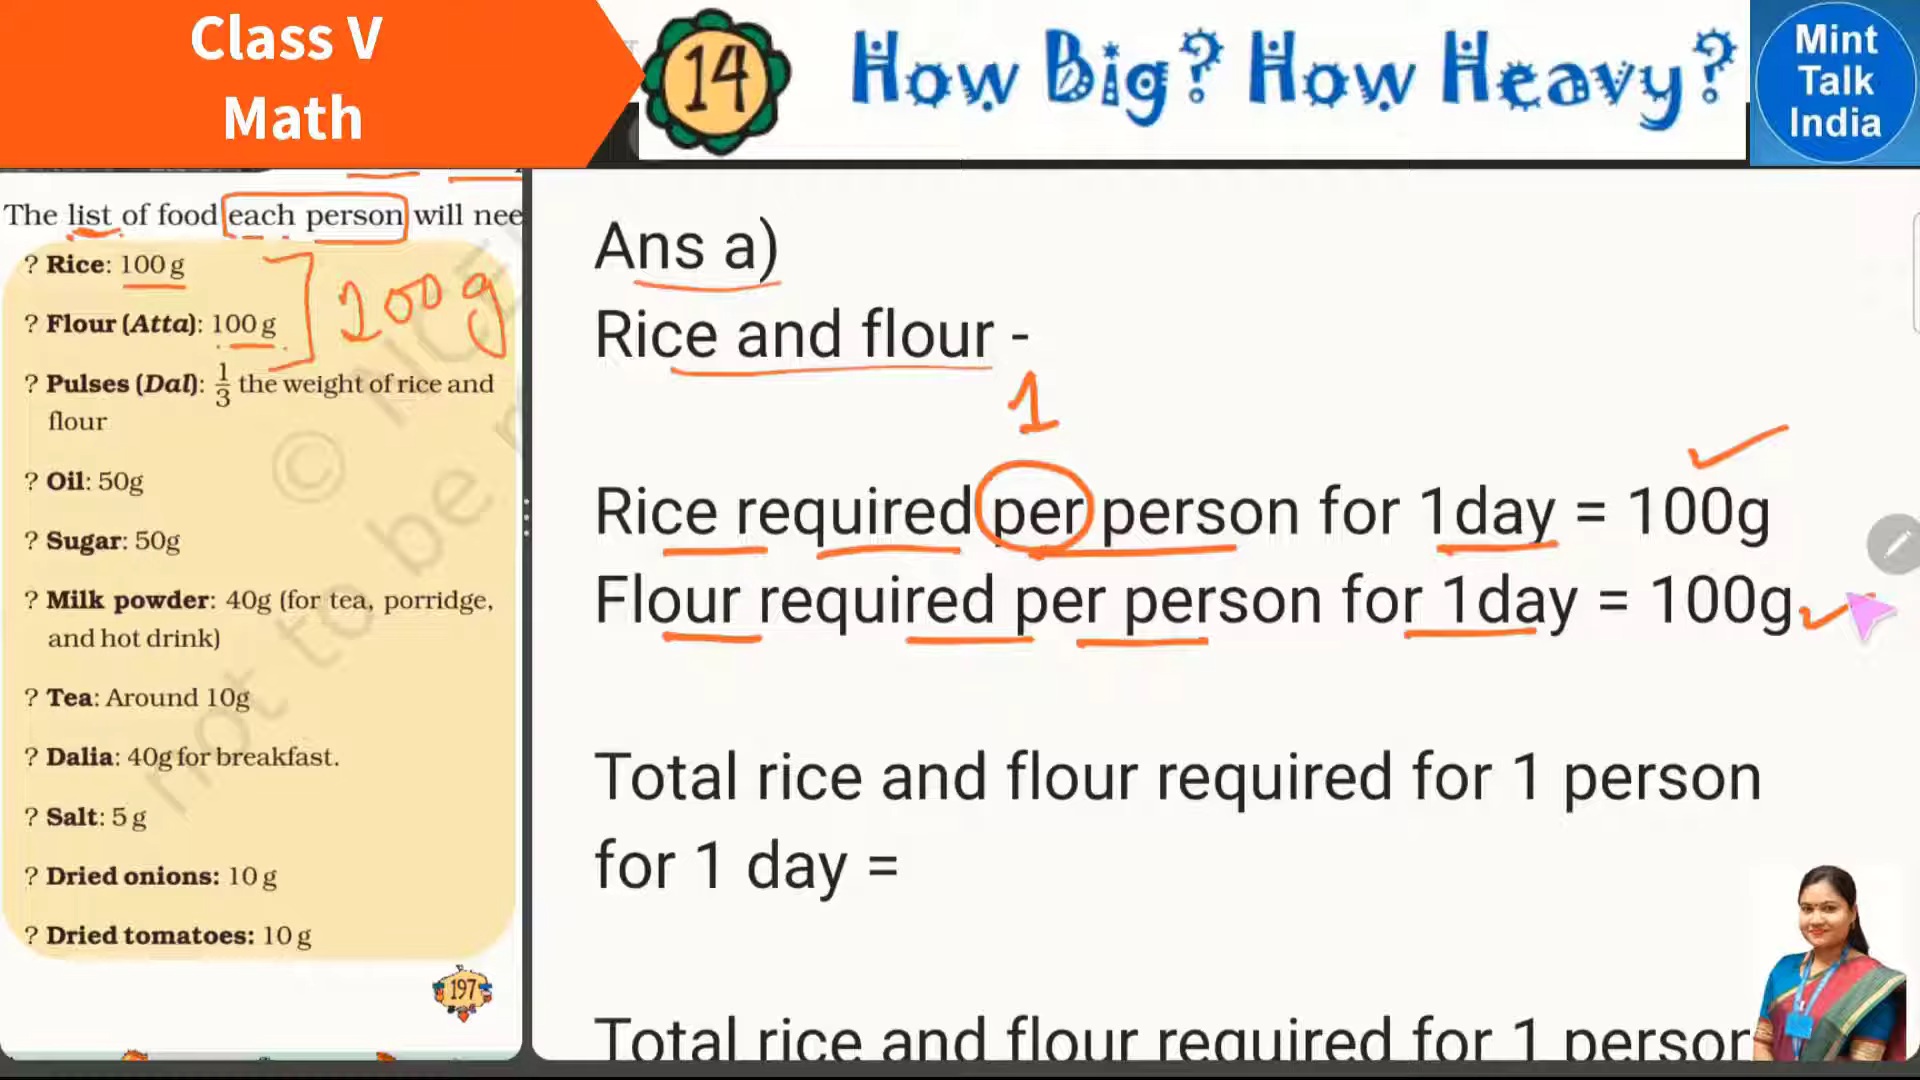 Class V
Math
14
How Big? How Heavy?
Mint
Talk
India
The list of food each person will nee
? Rice: 100 g
? Flour (Atta): 100 g
200g
? Pulses (Dal): 1/3 the weight of rice and
flour
? Oil: 50g
? Sugar: 50g
? Milk powder: 40g (for tea, porridge,
and hot drink)
? Tea: Around 10g
? Dalia: 40g for breakfast.
? Salt: 5 g
? Dried onions: 10 g
? Dried tomatoes: 10 g
197
not to be
Ans a)
Rice and flour -
1
Rice required per person for 1day = 100g
Flour required per person for 1day = 100g
Total rice and flour required for 1 person
for 1 day =
Total rice and flour required for 1 person